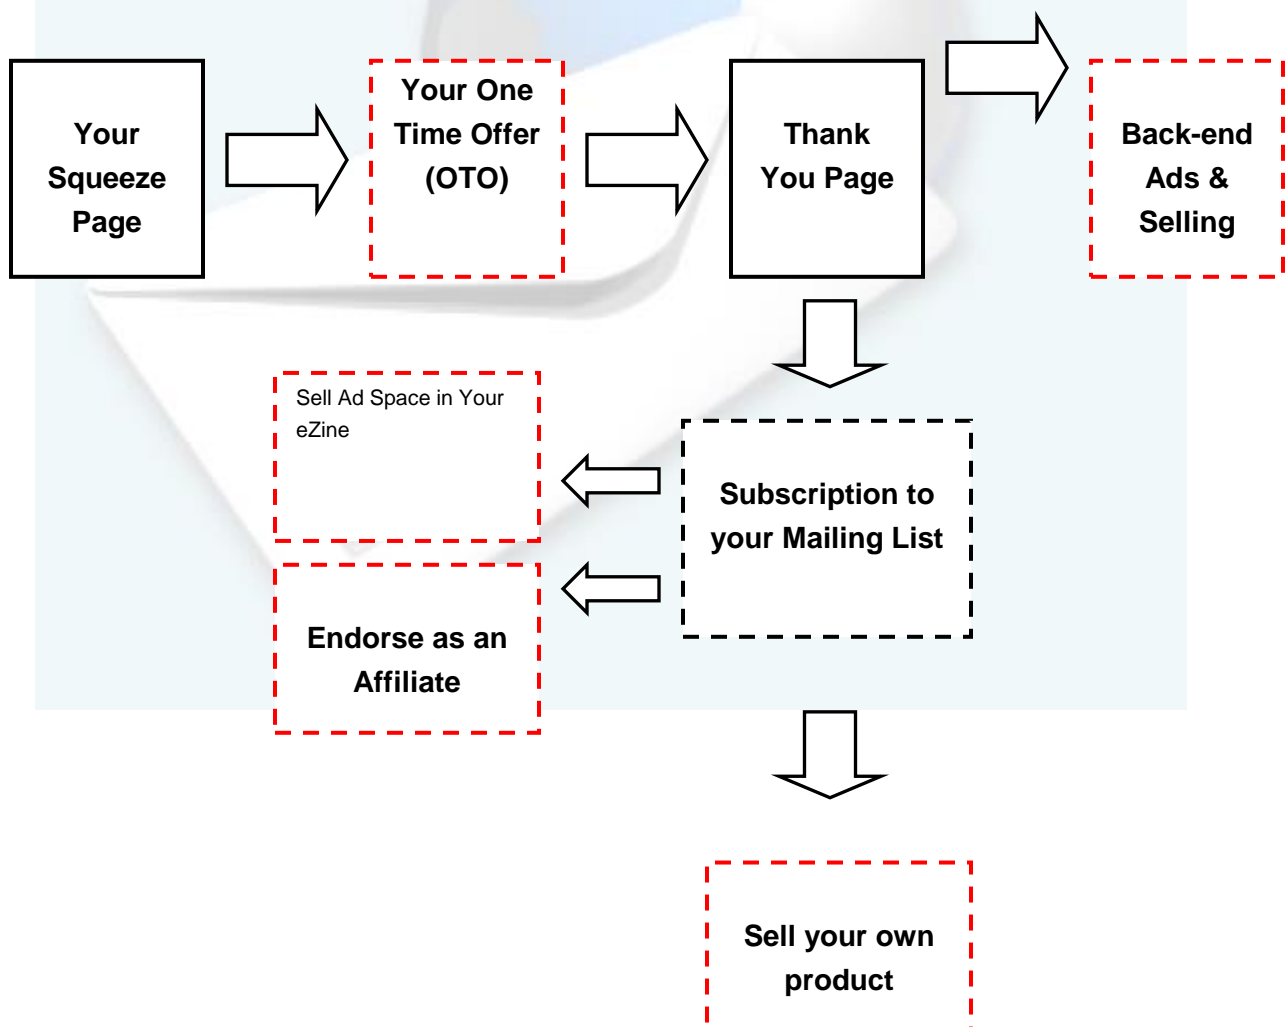 Your
Squeeze
Page
Your One
Time Offer
(OTO)
Thank
You Page
Back-end
Ads &
Selling
Sell Ad Space in Your
eZine
Subscription to
your Mailing List
Endorse as an
Affiliate
Sell your own
product